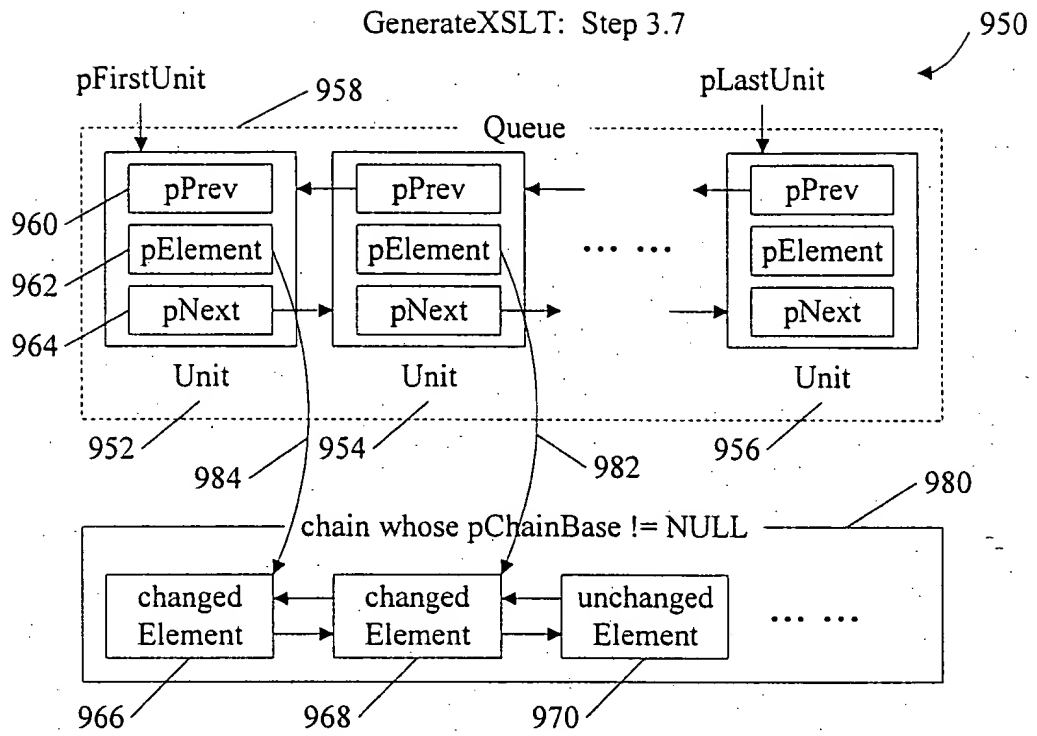 GenerateXSLT: Step 3.7
950
pFirstUnit
958
pLastUnit
Queue
pPrev
pPrev
pPrev
960
pElement
pElement
... ...
pElement
962
pNext
pNext
pNext
964
Unit
Unit
Unit
952
984
954
982
956
980
chain whose pChainBase != NULL
changed
Element
changed
Element
unchanged
Element
... ...
966
968
970